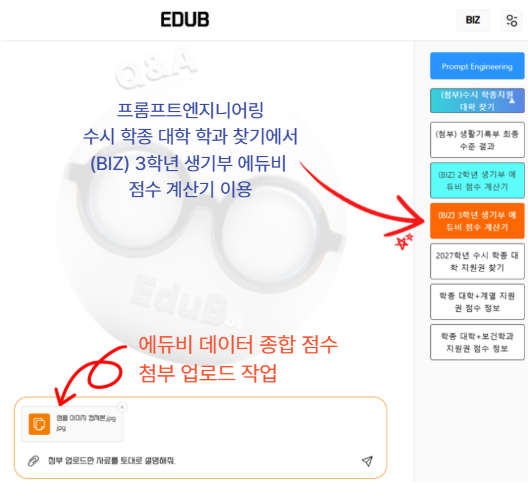 EDUB
BIZ
Q&A
프롬프트엔지니어링
수시 학종 대학 학과 찾기에서
(BIZ) 3학년 생기부 에듀비
점수 계산기 이용
EduBot
에듀비 데이터 종합 점수
첨부 업로드 작업
샘플 이미지 캡쳐본.jpg
jpg
첨부 업로드한 자료를 토대로 설명해줘.
Prompt Engineering
(첨부)수시 학종지원
대학 찾기
(첨부) 생활기록부 최종
수준 결과
(BIZ) 2학년 생기부 에
듀비 점수 계산기
(BIZ) 3학년 생기부 에
듀비 점수 계산기
2027학년 수시 학종 대
학 지원권 찾기
학종 대학+계열 지원
권 점수 정보
학종 대학+보건학과
지원권 점수 정보